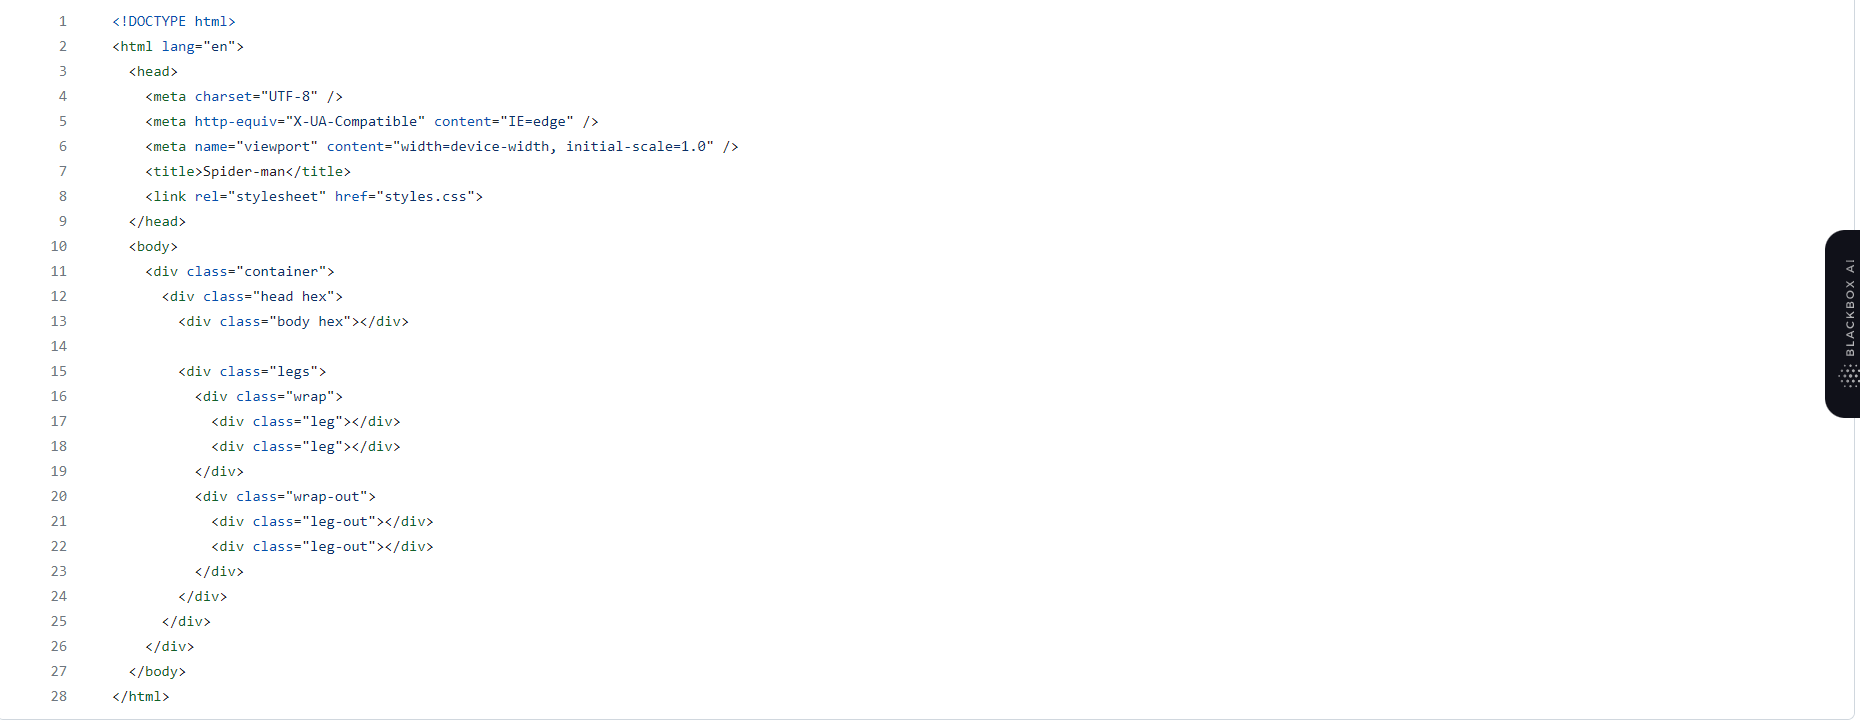 1 <!DOCTYPE html>
2 <html lang="en">
3   <head>
4     <meta charset="UTF-8" />
5     <meta http-equiv="X-UA-Compatible" content="IE=edge" />
6     <meta name="viewport" content="width=device-width, initial-scale=1.0" />
7     <title>Spider-man</title>
8     <link rel="stylesheet" href="styles.css">
9   </head>
10   <body>
11     <div class="container">
12       <div class="head hex">
13         <div class="body hex"></div>
14
15         <div class="legs">
16           <div class="wrap">
17             <div class="leg"></div>
18             <div class="leg"></div>
19           </div>
20           <div class="wrap-out">
21             <div class="leg-out"></div>
22             <div class="leg-out"></div>
23           </div>
24         </div>
25       </div>
26     </div>
27   </body>
28 </html>
BLACKBOX AI